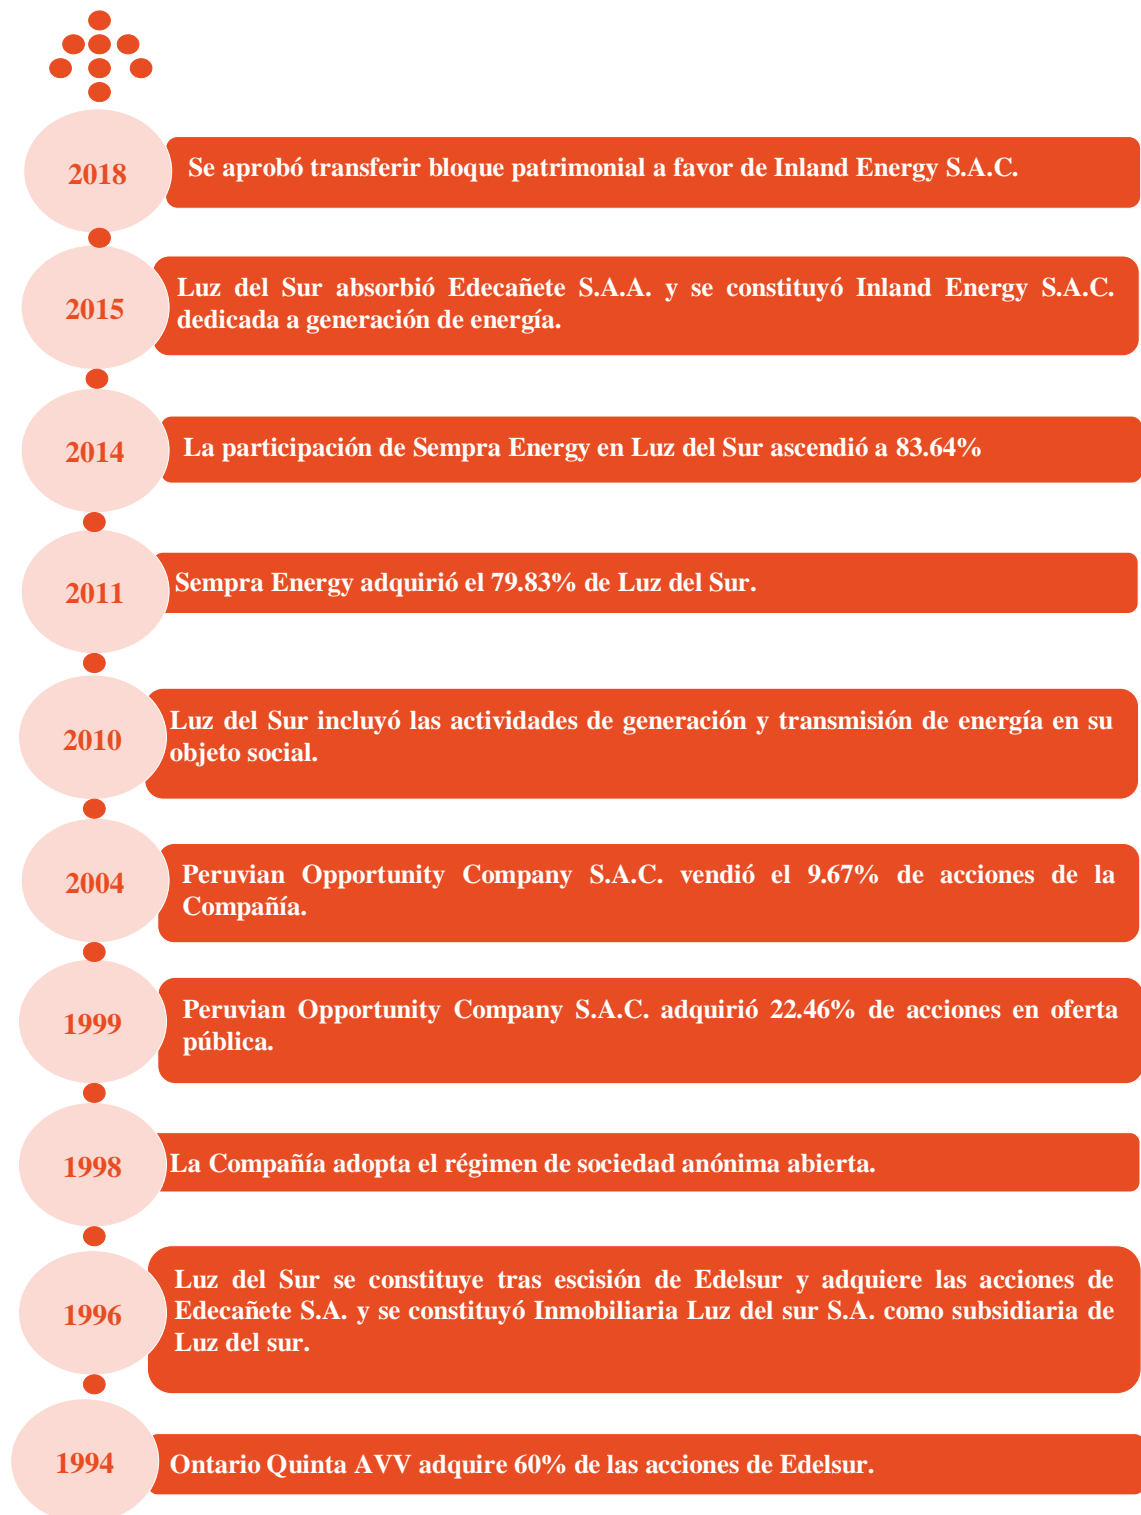 2018
Se aprobó transferir bloque patrimonial a favor de Inland Energy S.A.C.
2015
Luz del Sur absorbió Edecañete S.A.A. y se constituyó Inland Energy S.A.C.
dedicada a generación de energía.
2014
La participación de Sempra Energy en Luz del Sur ascendió a 83.64%
2011
Sempra Energy adquirió el 79.83% de Luz del Sur.
2010
Luz del Sur incluyó las actividades de generación y transmisión de energía en su
objeto social.
2004
Peruvian Opportunity Company S.A.C. vendió el 9.67% de acciones de la
Compañía.
1999
Peruvian Opportunity Company S.A.C. adquirió 22.46% de acciones en oferta
pública.
1998
La Compañía adopta el régimen de sociedad anónima abierta.
1996
Luz del Sur se constituye tras escisión de Edelsur y adquiere las acciones de
Edecañete S.A. y se constituyó Inmobiliaria Luz del sur S.A. como subsidiaria de
Luz del sur.
1994
Ontario Quinta AVV adquire 60% de las acciones de Edelsur.